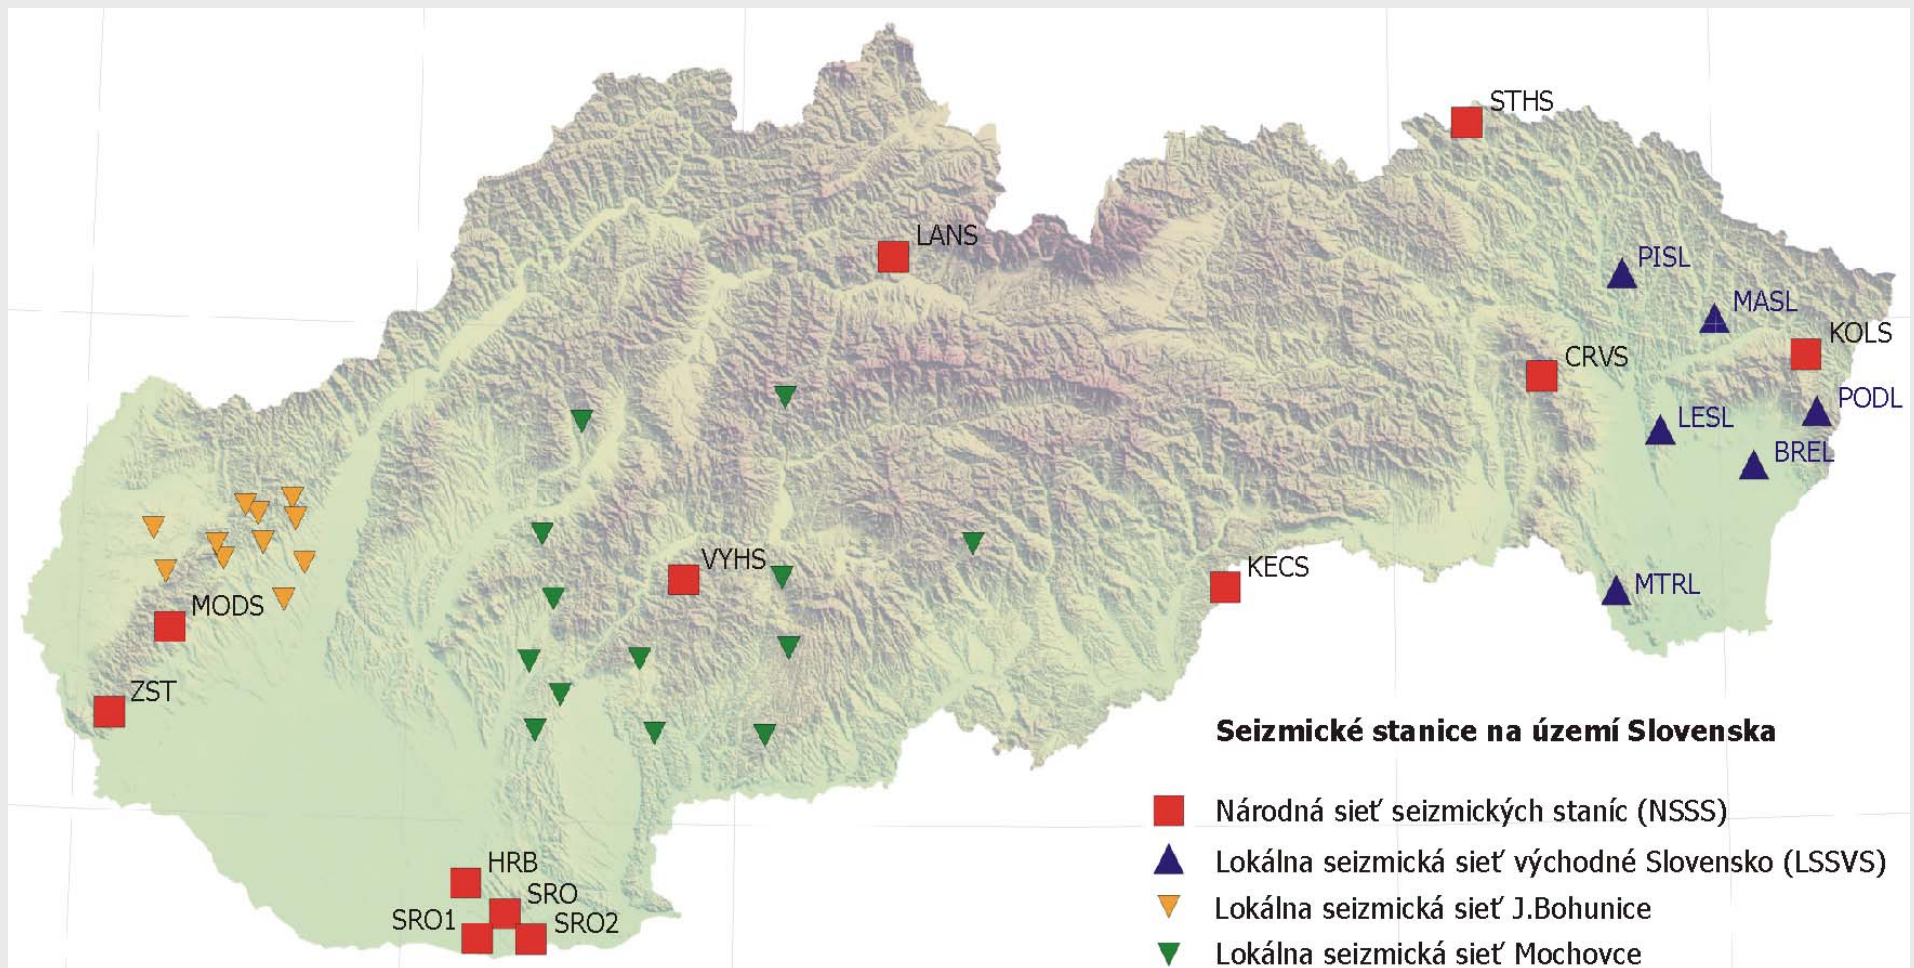 STHS
LANS
PISL
MASL
KOLS
CRVS
PODL
LESL
BREL
VYHS
KECS
MTRL
MODS
ZST
HRB
SRO
SRO1
SRO2
Seizmické stanice na území Slovenska
Národná sieť seizmických staníc (NSSS)
Lokálna seizmická sieť východné Slovensko (LSSVS)
Lokálna seizmická sieť J.Bohunice
Lokálna seizmická sieť Mochovce